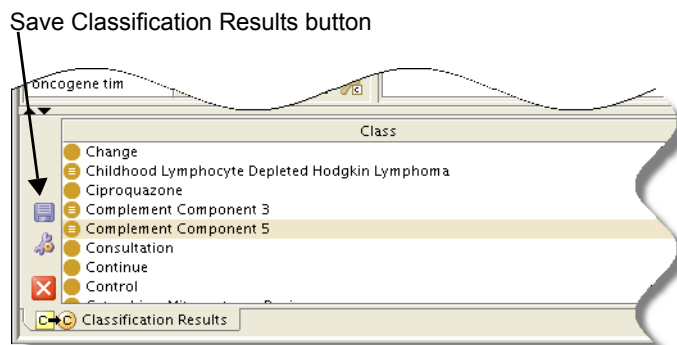 Save Classification Results button
oncogene tim
Class
Change
Childhood Lymphocyte Depleted Hodgkin Lymphoma
Ciproquazone
Complement Component 3
Complement Component 5
Consultation
Continue
Control
C C Classification Results